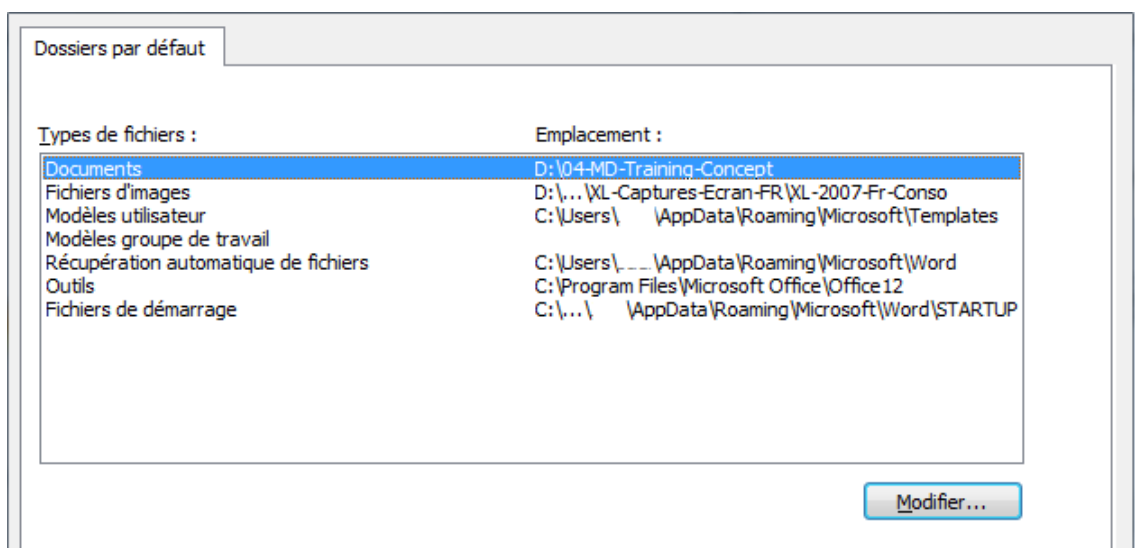 Dossiers par défaut
Types de fichiers : Emplacement :
Documents D:\04-MD-Training-Concept
Fichiers d'images D:\...\XL-Captures-Ecran-FR\XL-2007-Fr-Conso
Modèles utilisateur C:\Users\ \AppData\Roaming\Microsoft\Templates
Modèles groupe de travail
Récupération automatique de fichiers C:\Users\ \AppData\Roaming\Microsoft\Word
Outils C:\Program Files\Microsoft Office\Office12
Fichiers de démarrage C:\...\ \AppData\Roaming\Microsoft\Word\STARTUP
Modifier...